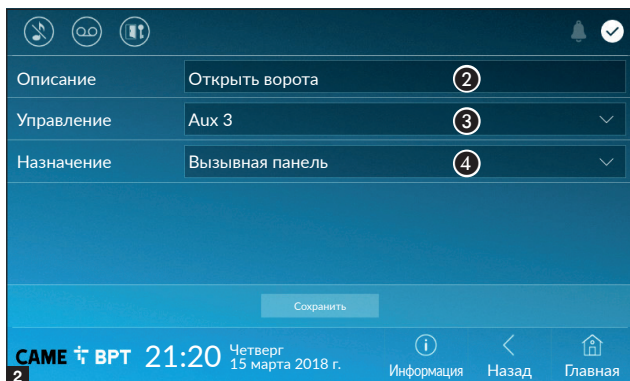 Описание Открыть ворота 2
Управление Aux 3 3
Назначение Вызывная панель 4
Сохранить
CAME BPT 21:20 Четверг
15 марта 2018 г.
Информация Назад Главная
2